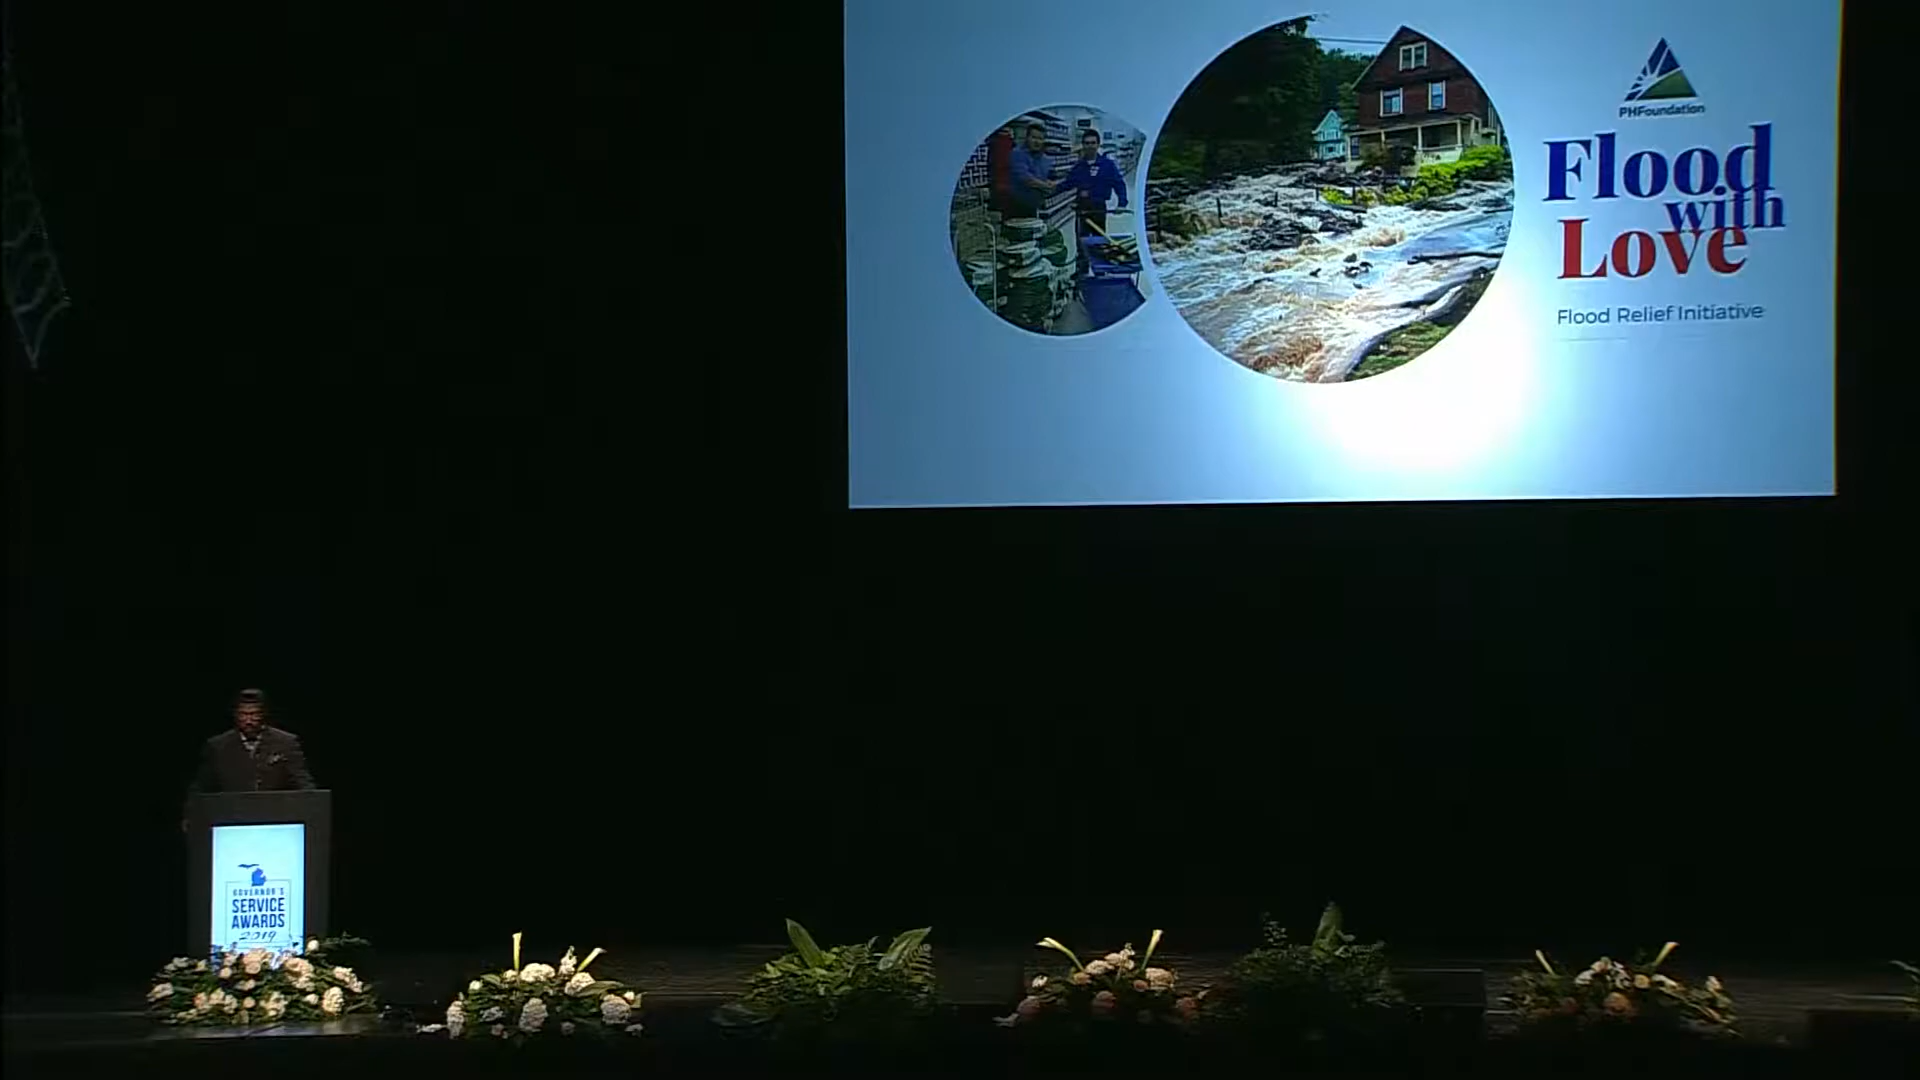 PHFoundation
Flood
with
Love
Flood Relief Initiative
GOVERNOR'S
SERVICE
AWARDS
2019